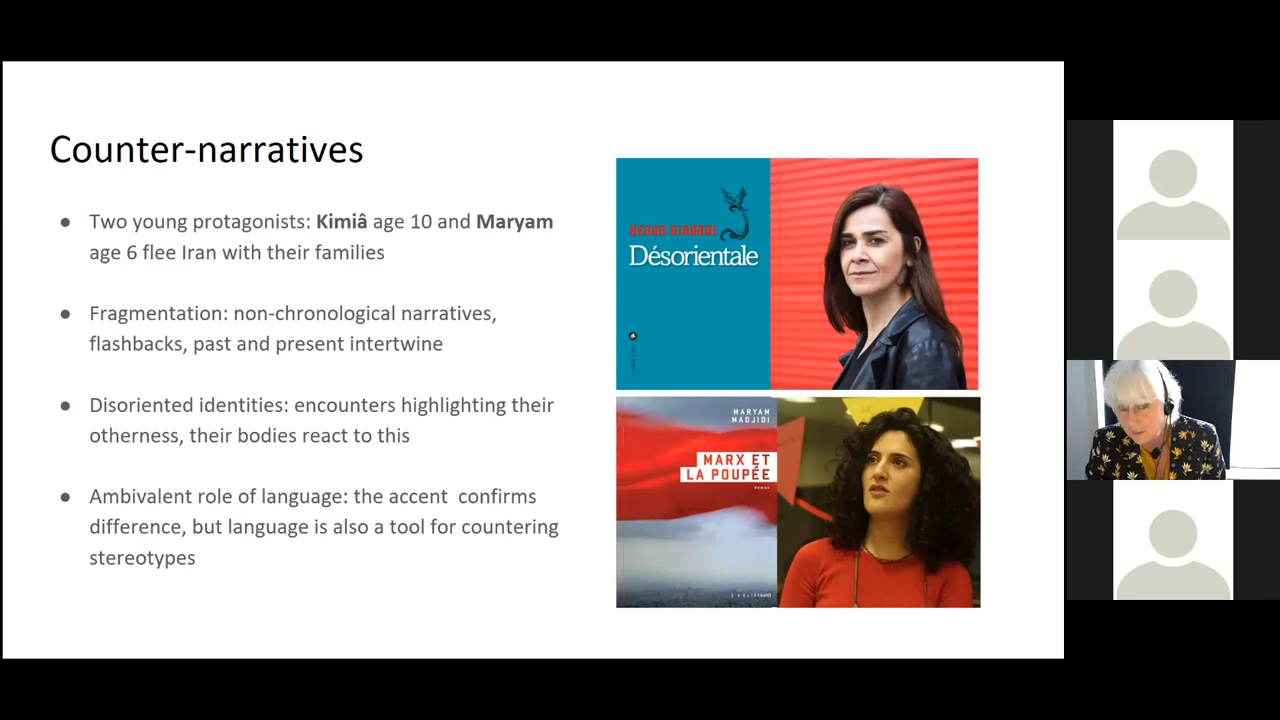 Counter-narratives
● Two young protagonists: Kimiâ age 10 and Maryam
age 6 flee Iran with their families
● Fragmentation: non-chronological narratives,
flashbacks, past and present intertwine
● Disoriented identities: encounters highlighting their
otherness, their bodies react to this
● Ambivalent role of language: the accent confirms
difference, but language is also a tool for countering
stereotypes
NEGAR DJAVADI
Désorientale
MARYAM
MADJIDI
MARX ET
LA POUPÉE
Roman